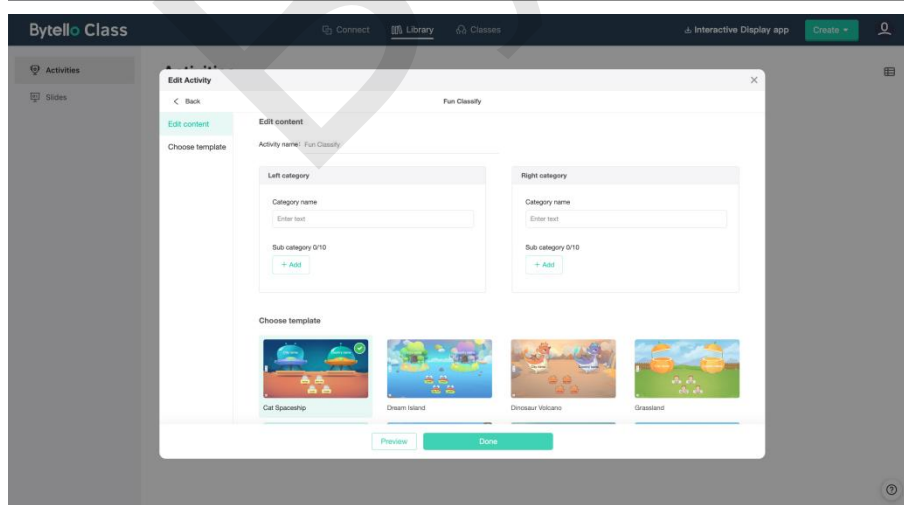 Bytello Class
Connect
Library
Classes
Interactive Display app
Create
Activities
Slides
Edit Activity
Back
Fun Classify
Edit content
Choose template
Edit content
Activity name: Fun Classify
Left category
Category name
Enter text
Sub category 0/10
+ Add
Right category
Category name
Enter text
Sub category 0/10
+ Add
Choose template
Cat Spaceship
Dream Island
Dinosaur Volcano
Grassland
Preview
Done